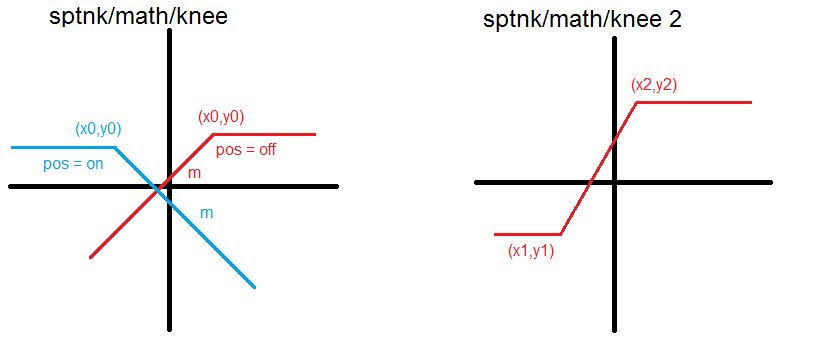 sptnk/math/knee
(x0,y0)
(x0,y0)
pos = on
pos = off
m
m
sptnk/math/knee 2
(x2,y2)
(x1,y1)